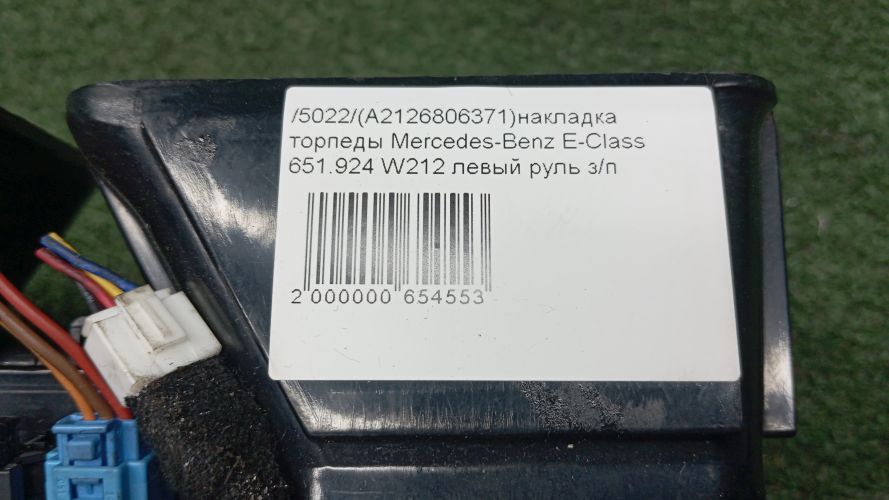 /5022/(A2126806371)накладка
торпеды Mercedes-Benz E-Class
651.924 W212 левый руль з/п
2 000000 654553